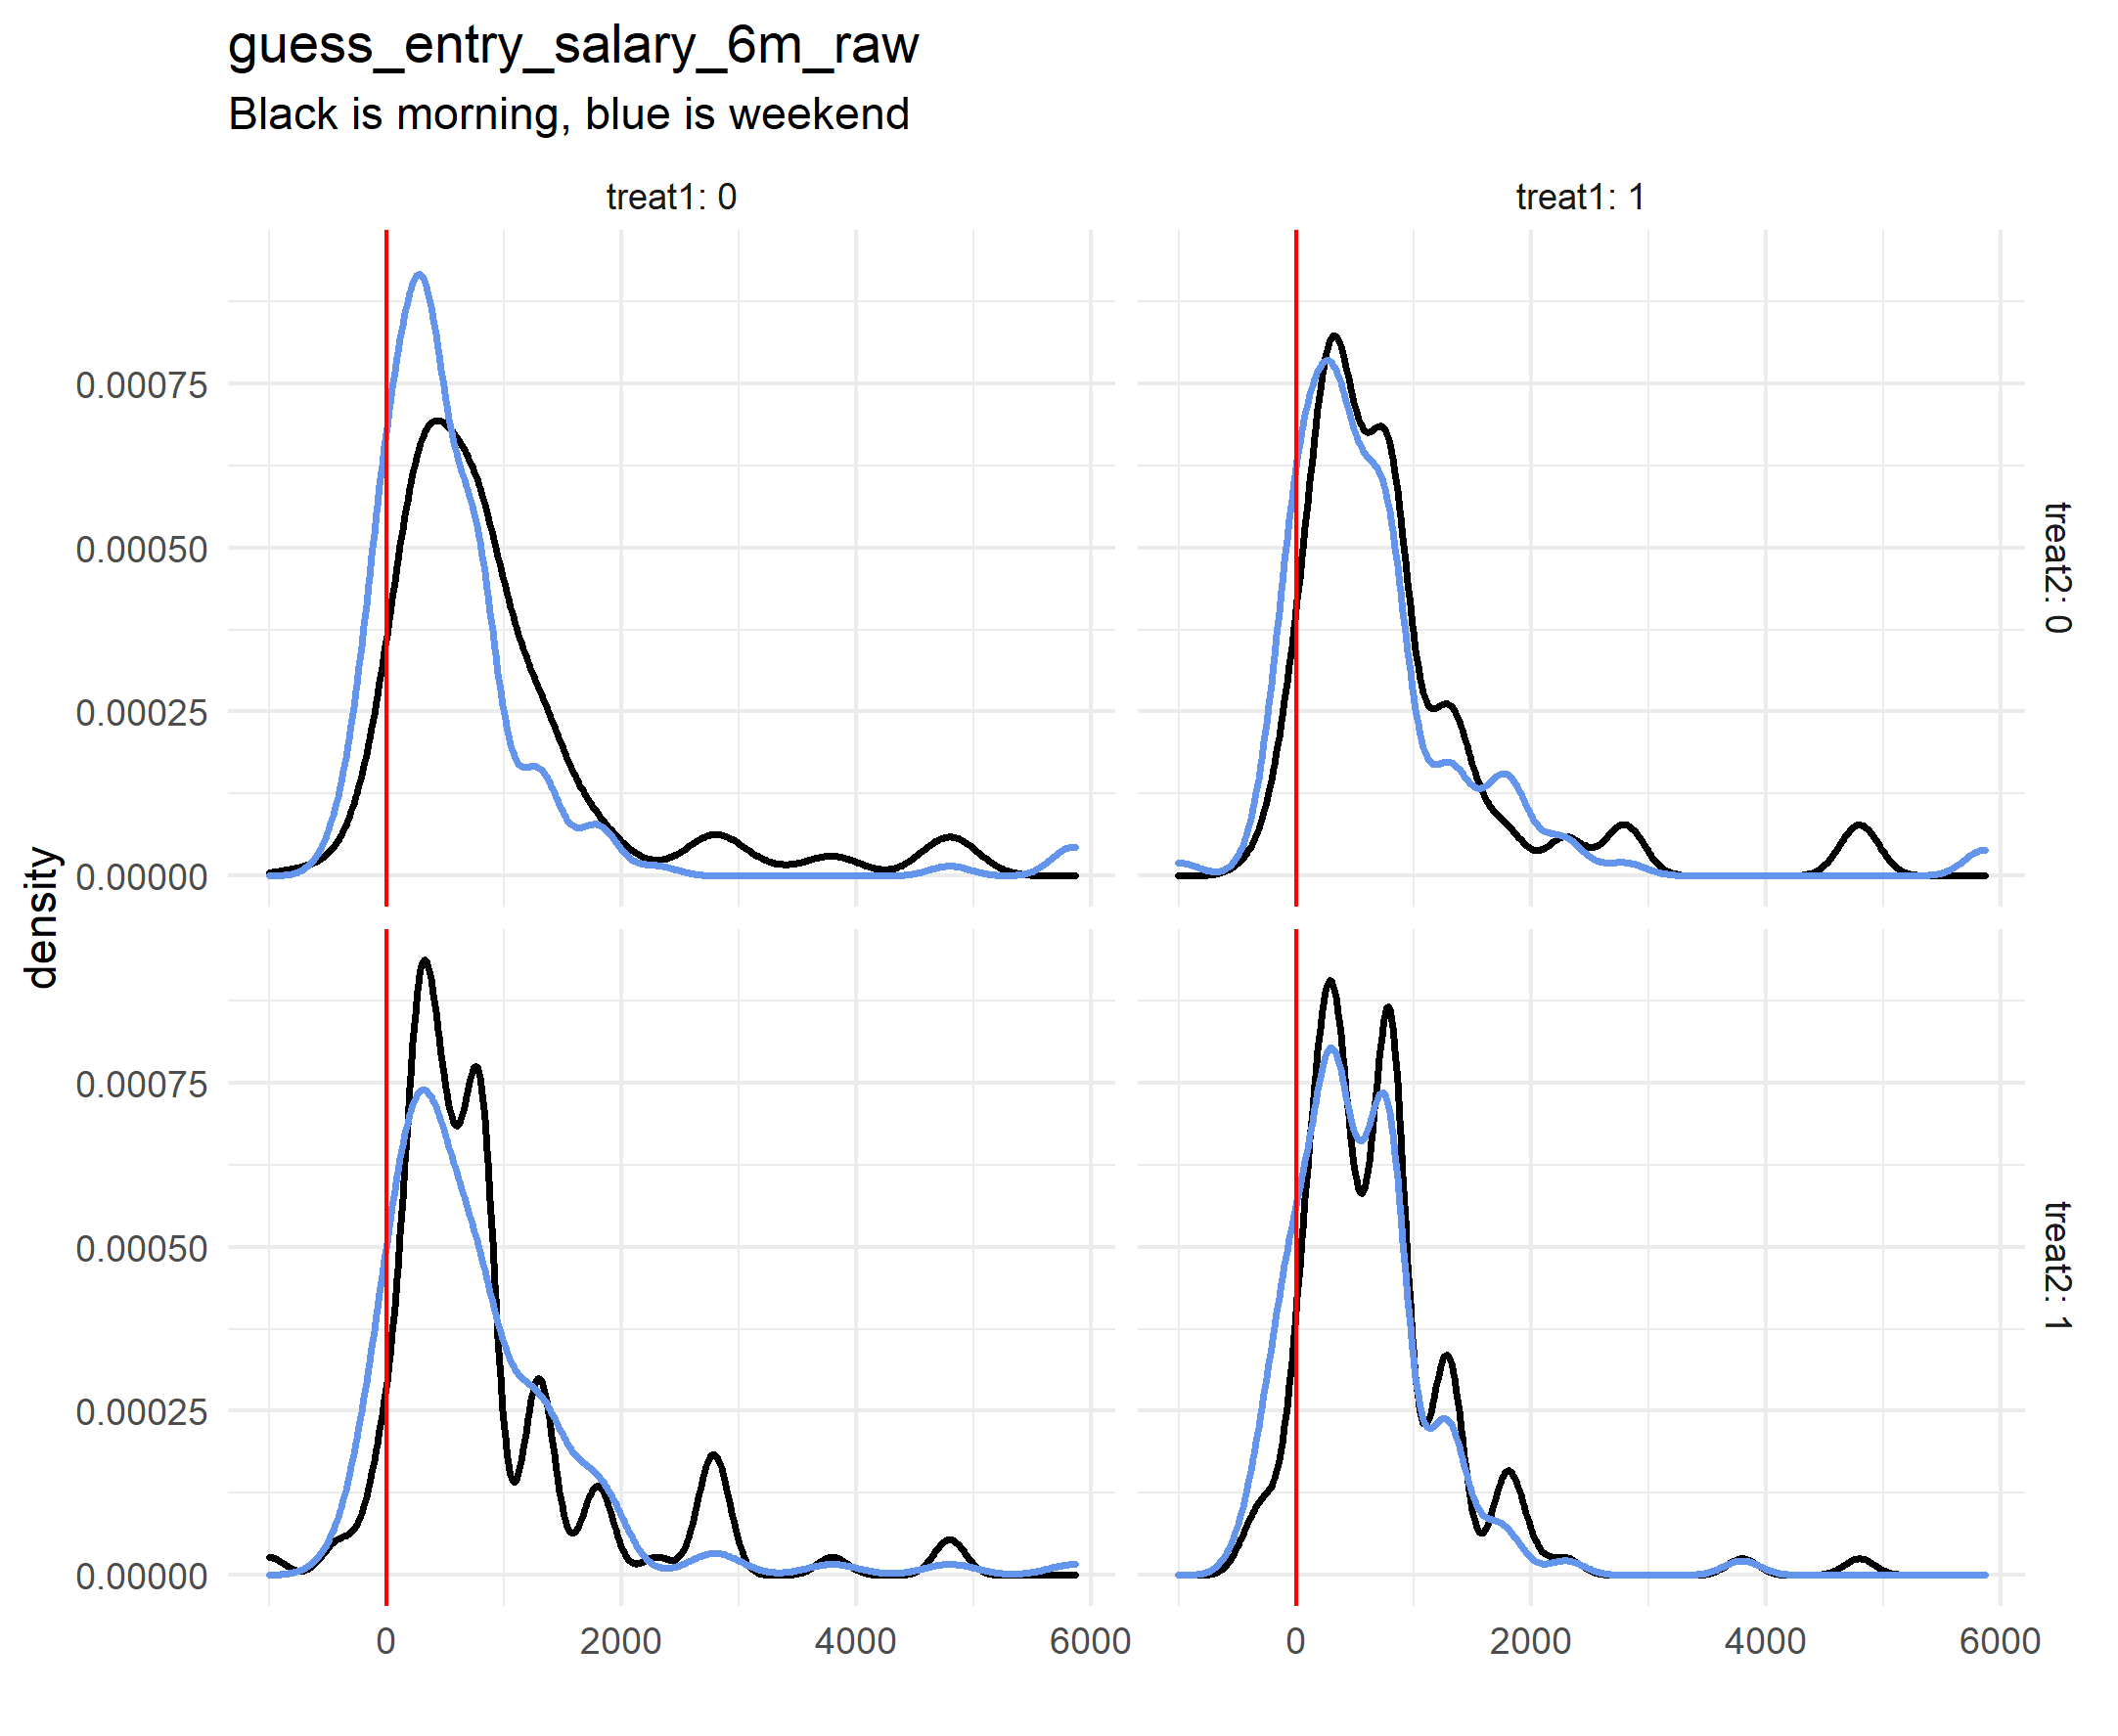 guess_entry_salary_6m_raw
Black is morning, blue is weekend
treat1: 0
treat1: 1
0.00075
0.00050
0.00025
0.00000
treat2: 0
density
0.00075
0.00050
0.00025
0.00000
treat2: 1
0 2000 4000 6000
0 2000 4000 6000